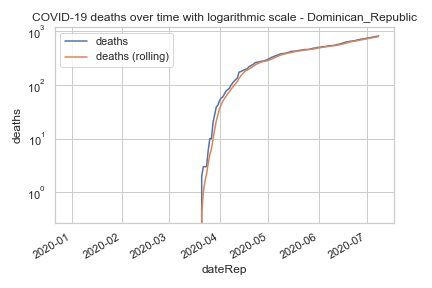 COVID-19 deaths over time with logarithmic scale - Dominican_Republic
10³
deaths
deaths (rolling)
10²
10¹
10⁰
deaths
2020-01
2020-02
2020-03
2020-04
2020-05
2020-06
2020-07
dateRep